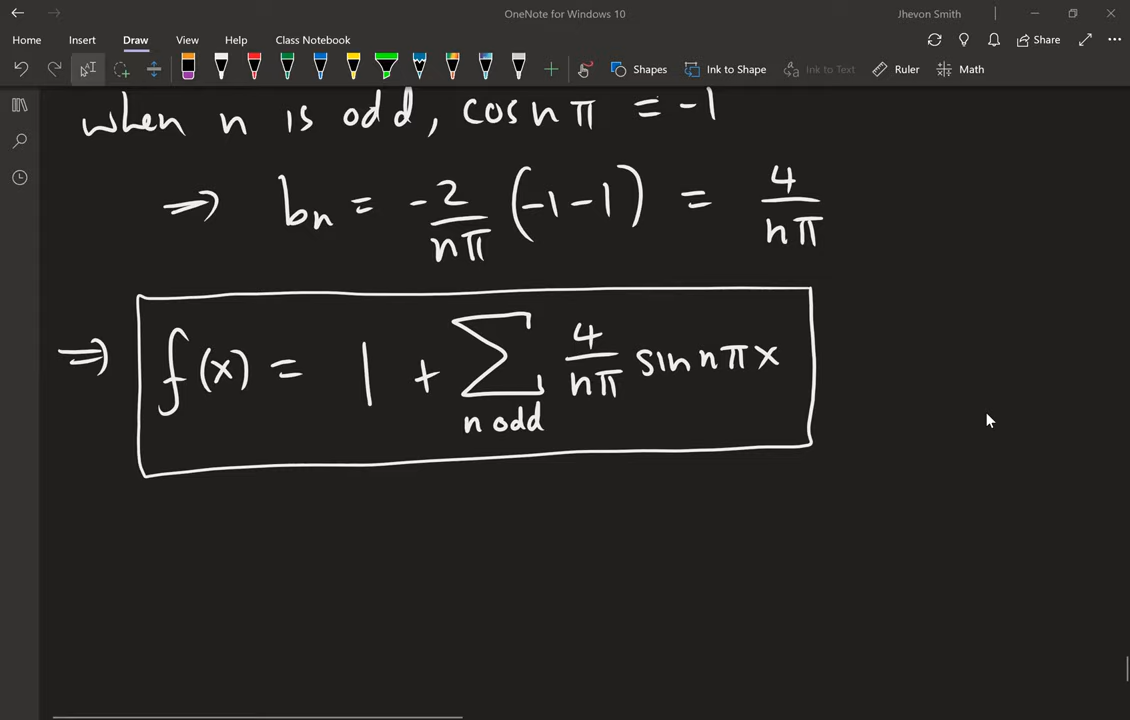 OneNote for Windows 10
Jhevon Smith
Home Insert Draw View Help Class Notebook Share
Shapes Ink to Shape Ink to Text Ruler Math
when n is odd, cos nπ = -1
⇒ bn = -2/nπ (-1-1) = 4/nπ
⇒ f(x) = 1 + ∑ 4/nπ sin nπx
n odd